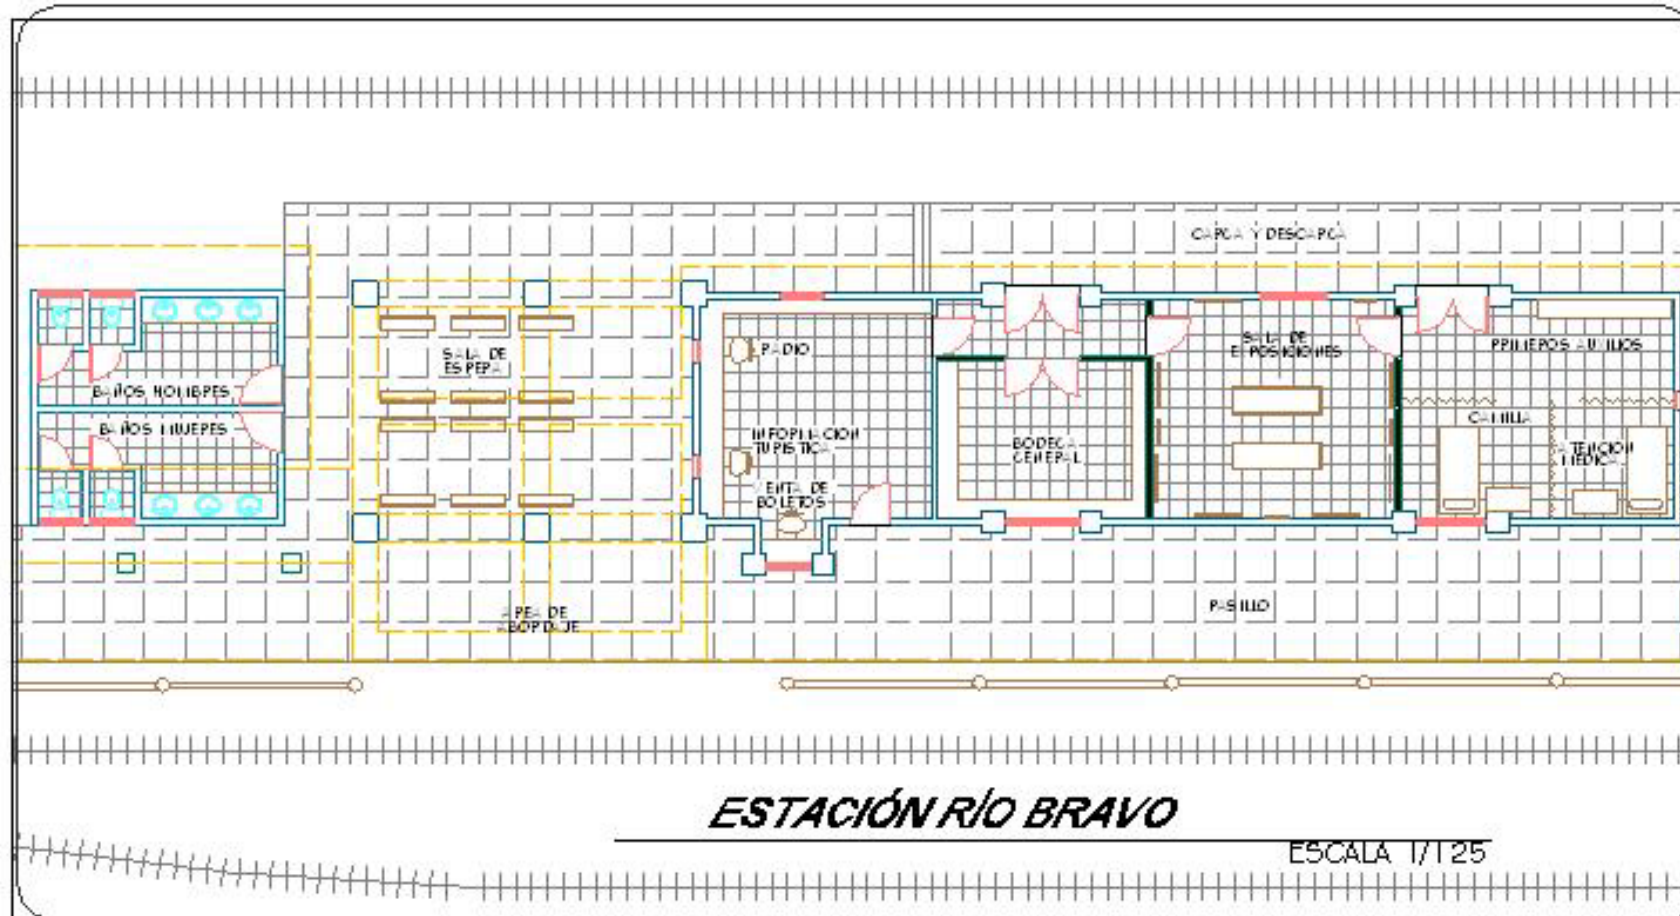 CARGA Y DESCARGA
SALA DE
ESPERA
RADIO
SALA DE
EXPOSICIONES
PRIMEROS AUXILIOS
BAÑOS HOMBRES
BAÑOS MUJERES
INFORMACION
TURISTICA
BODEGA
GENERAL
CAMILLA
ATENCION
MEDICA
VENTA DE
BOLETOS
AREA DE
ABORDAJE
PASILLO
ESTACIÓN RÍO BRAVO
ESCALA 1/125